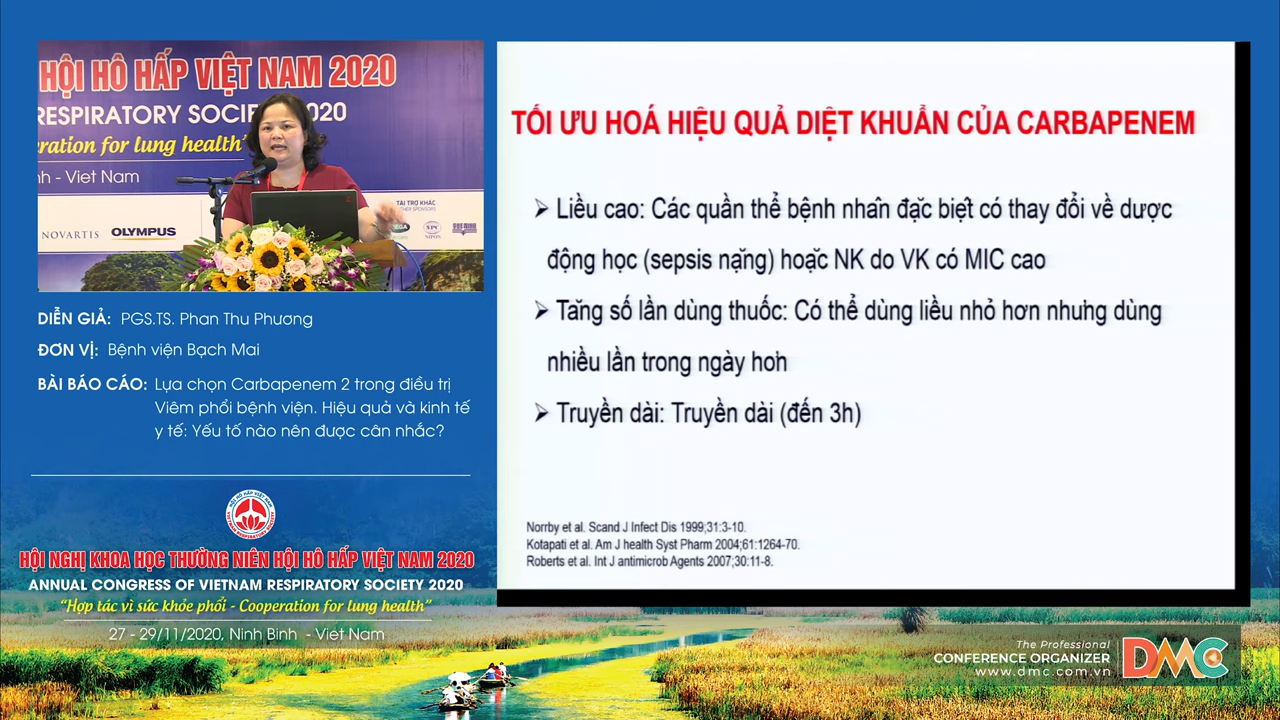 HỘI HÔ HẤP VIỆT NAM 2020
RESPIRATORY SOCIETY 2020
eration for lung health"
nh - Viet Nam
TÀI TRỢ KHÁC
NOVARTIS
OLYMPUS
NIPON
DIỄN GIẢ: PGS.TS. Phan Thu Phương
ĐƠN VỊ: Bệnh viện Bạch Mai
BÀI BÁO CÁO: Lựa chọn Carbapenem 2 trong điều trị
Viêm phổi bệnh viện. Hiệu quả và kinh tế
y tế: Yếu tố nào nên được cân nhắc?
HỘI NGHỊ KHOA HỌC THƯỜNG NIÊN HỘI HÔ HẤP VIỆT NAM 2020
ANNUAL CONGRESS OF VIETNAM RESPIRATORY SOCIETY 2020
"Hợp tác vì sức khỏe phổi - Cooperation for lung health"
27 - 29/11/2020, Ninh Binh - Viet Nam
TỐI ƯU HOÁ HIỆU QUẢ DIỆT KHUẨN CỦA CARBAPENEM
➢ Liều cao: Các quần thể bệnh nhân đặc biệt có thay đổi về dược
động học (sepsis nặng) hoặc NK do VK có MIC cao
➢ Tăng số lần dùng thuốc: Có thể dùng liều nhỏ hơn nhưng dùng
nhiều lần trong ngày hơn
➢ Truyền dài: Truyền dài (đến 3h)
Norrby et al. Scand J Infect Dis 1999;31:3-10.
Kotapati et al. Am J health Syst Pharm 2004;61:1264-70.
Roberts et al. Int J antimicrob Agents 2007;30:11-8.
The Professional
CONFERENCE ORGANIZER
www.dmc.com.vn
DMC